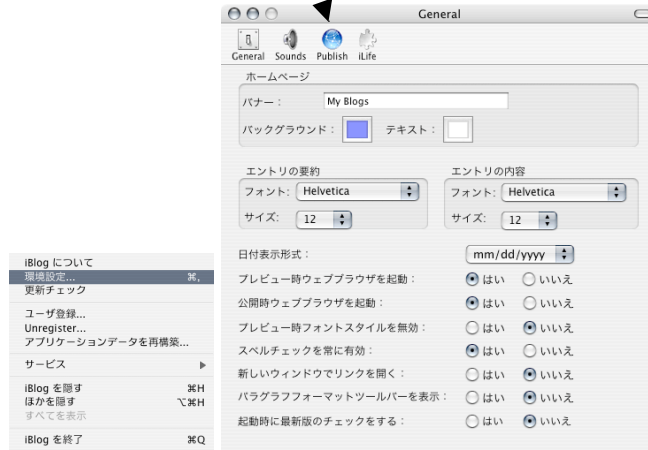 iBlog について
環境設定... ⌘,
更新チェック
ユーザ登録...
Unregister...
アプリケーションデータを再構築...
サービス
iBlog を隠す ⌘H
ほかを隠す ⌥⌘H
すべてを表示
iBlog を終了 ⌘Q
General
General Sounds Publish iLife
ホームページ
バナー： My Blogs
バックグラウンド： テキスト：
エントリの要約 エントリの内容
フォント: Helvetica フォント: Helvetica
サイズ: 12 サイズ: 12
日付表示形式： mm/dd/yyyy
プレビュー時ウェブブラウザを起動： はい いいえ
公開時ウェブブラウザを起動： はい いいえ
プレビュー時フォントスタイルを無効： はい いいえ
スペルチェックを常に有効： はい いいえ
新しいウィンドウでリンクを開く： はい いいえ
パラグラフフォーマットツールバーを表示： はい いいえ
起動時に最新版のチェックをする： はい いいえ